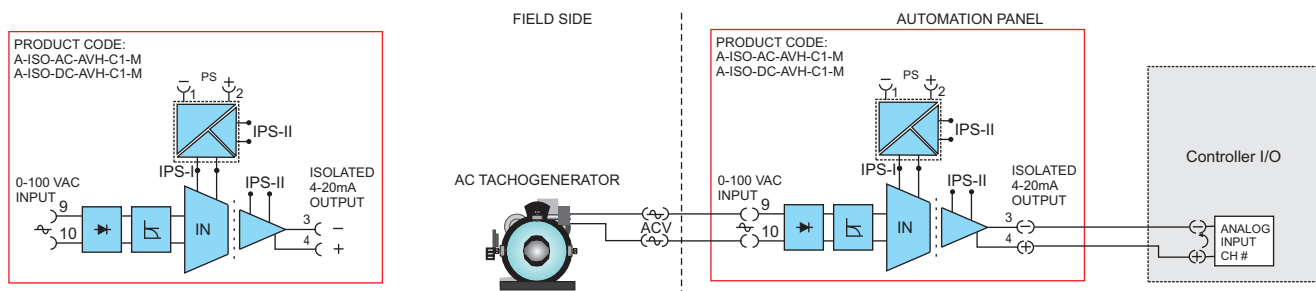 PRODUCT CODE:
A-ISO-AC-AVH-C1-M
A-ISO-DC-AVH-C1-M
− PS +
1 2
IPS-II
IPS-I
IPS-II
0-100 VAC
INPUT
ISOLATED
4-20mA
OUTPUT
9
10
IN
3 −
4 +
FIELD SIDE
AUTOMATION PANEL
AC TACHOGENERATOR
ACV
PRODUCT CODE:
A-ISO-AC-AVH-C1-M
A-ISO-DC-AVH-C1-M
− PS +
1 2
IPS-II
IPS-I
IPS-II
0-100 VAC
INPUT
ISOLATED
4-20mA
OUTPUT
9
10
IN
3 −
4 +
Controller I/O
−
+
ANALOG
INPUT
CH #